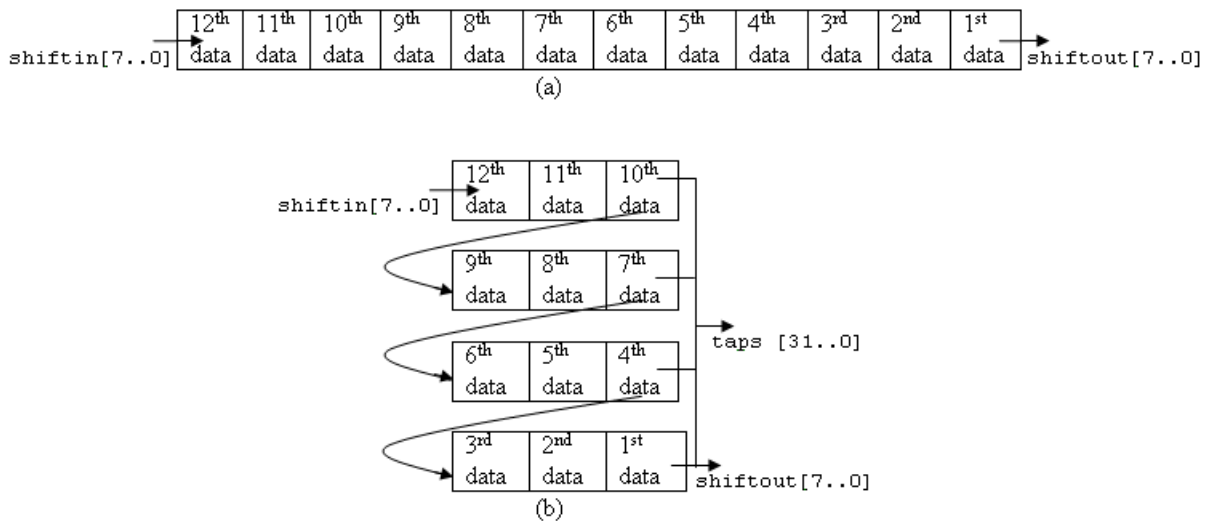 12th 11th 10th 9th 8th 7th 6th 5th 4th 3rd 2nd 1st
shiftin[7..0] data data data data data data data data data data data data shiftout[7..0]
(a)
12th 11th 10th
shiftin[7..0] data data data
9th 8th 7th
data data data
taps [31..0]
6th 5th 4th
data data data
3rd 2nd 1st
data data data shiftout[7..0]
(b)